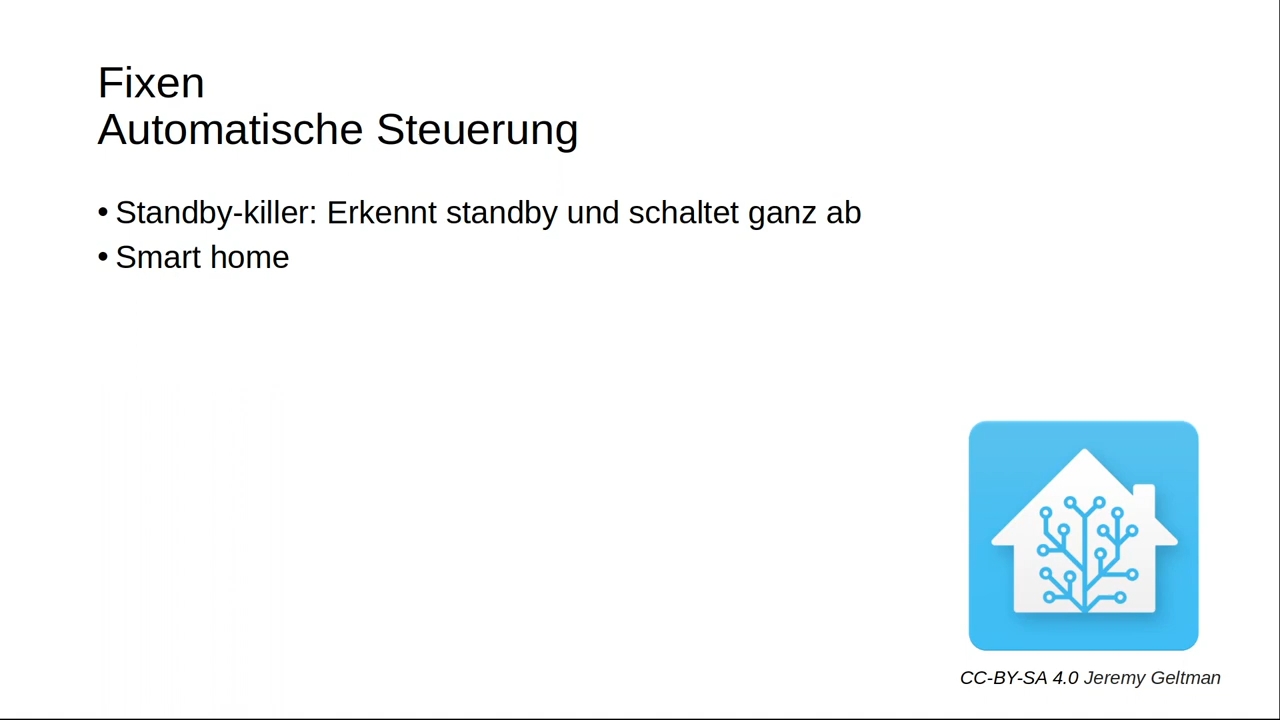 Fixen
Automatische Steuerung
• Standby-killer: Erkennt standby und schaltet ganz ab
• Smart home
CC-BY-SA 4.0 Jeremy Geltman